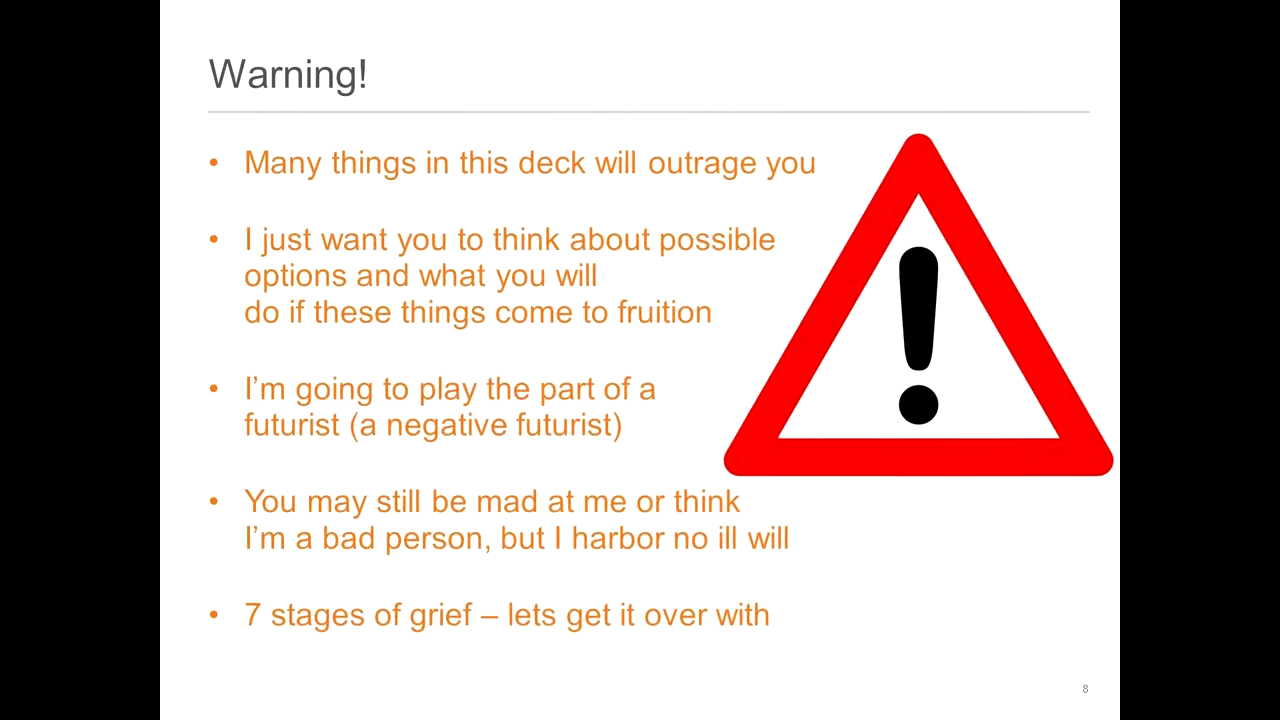 Warning!
• Many things in this deck will outrage you
• I just want you to think about possible
options and what you will
do if these things come to fruition
• I’m going to play the part of a
futurist (a negative futurist)
• You may still be mad at me or think
I’m a bad person, but I harbor no ill will
• 7 stages of grief – lets get it over with
8